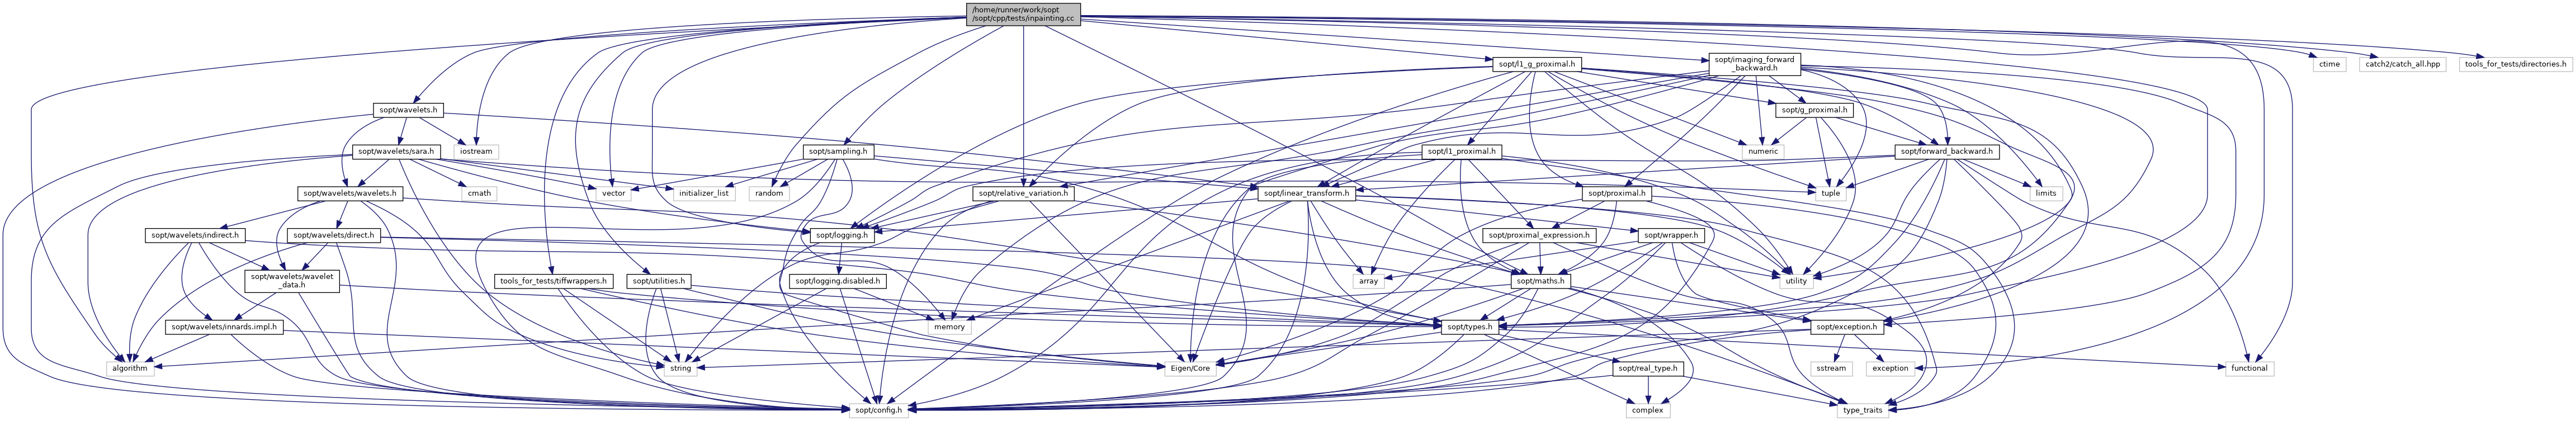 /home/runner/work/sopt
/sopt/cpp/tests/inpainting.cc
sopt/l1_g_proximal.h
sopt/imaging_forward
_backward.h
ctime
catch2/catch_all.hpp
tools_for_tests/directories.h
sopt/wavelets.h
sopt/g_proximal.h
sopt/wavelets/sara.h
iostream
sopt/sampling.h
sopt/l1_proximal.h
numeric
sopt/forward_backward.h
sopt/wavelets/wavelets.h
cmath
vector
initializer_list
random
sopt/relative_variation.h
sopt/linear_transform.h
sopt/proximal.h
tuple
limits
sopt/wavelets/indirect.h
sopt/wavelets/direct.h
sopt/logging.h
sopt/proximal_expression.h
sopt/wrapper.h
sopt/wavelets/wavelet
_data.h
tools_for_tests/tiffwrappers.h
sopt/utilities.h
sopt/logging.disabled.h
array
sopt/maths.h
utility
sopt/wavelets/innards.impl.h
memory
sopt/types.h
sopt/exception.h
algorithm
string
Eigen/Core
sopt/real_type.h
sstream
exception
functional
sopt/config.h
complex
type_traits